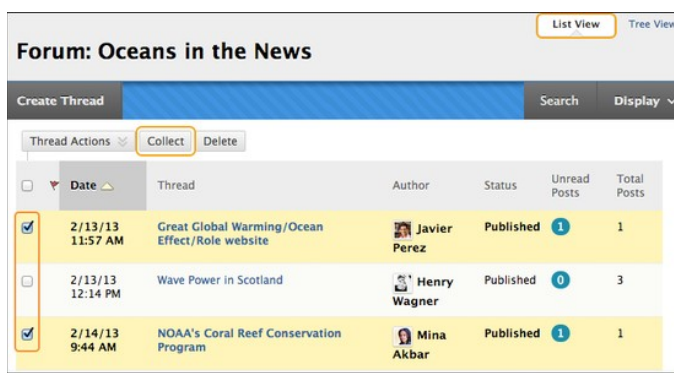 List View
Tree View
Forum: Oceans in the News
Create Thread
Search
Display
Thread Actions
Collect
Delete
Date
Thread
Author
Status
Unread
Posts
Total
Posts
2/13/13
11:57 AM
Great Global Warming/Ocean
Effect/Role website
Javier
Perez
Published
1
1
2/13/13
12:14 PM
Wave Power in Scotland
Henry
Wagner
Published
0
3
2/14/13
9:44 AM
NOAA's Coral Reef Conservation
Program
Mina
Akbar
Published
1
1